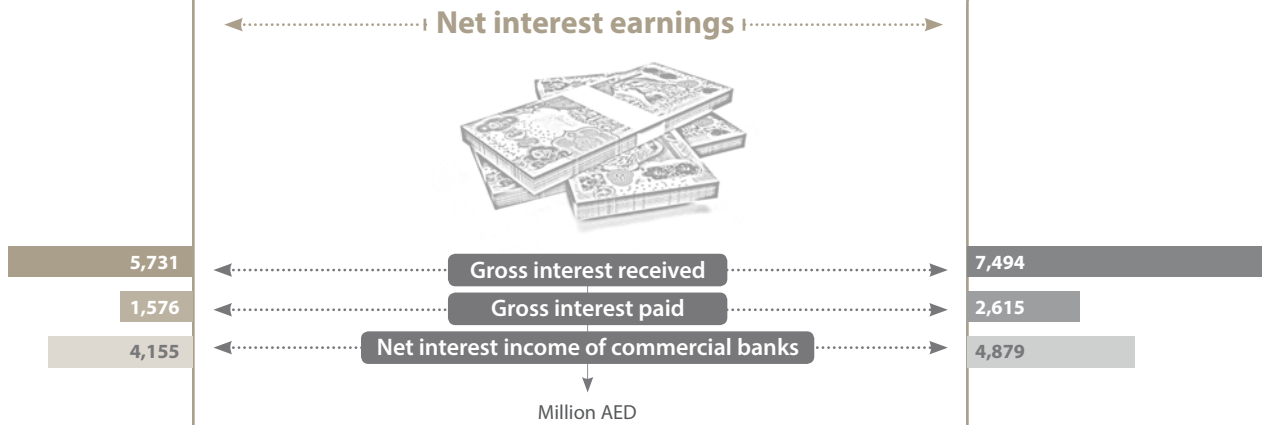 Net interest earnings
5,731 Gross interest received 7,494
1,576 Gross interest paid 2,615
4,155 Net interest income of commercial banks 4,879
Million AED